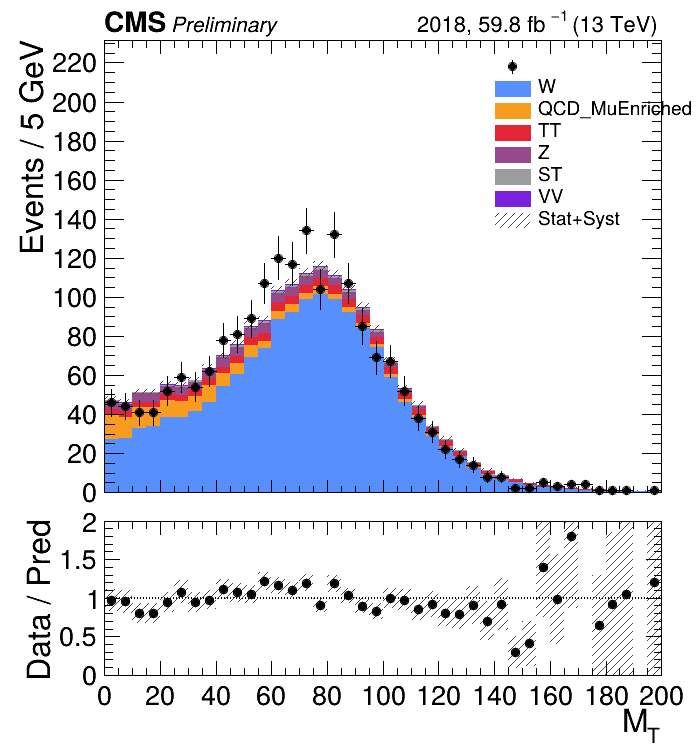 CMS Preliminary 2018, 59.8 fb⁻¹ (13 TeV)
Events / 5 GeV
220
200
180
160
140
120
100
80
60
40
20
0
W
QCD_MuEnriched
TT
Z
ST
VV
Stat+Syst
Data / Pred
2
1.5
1
0.5
0
0 20 40 60 80 100 120 140 160 180 200
M_T